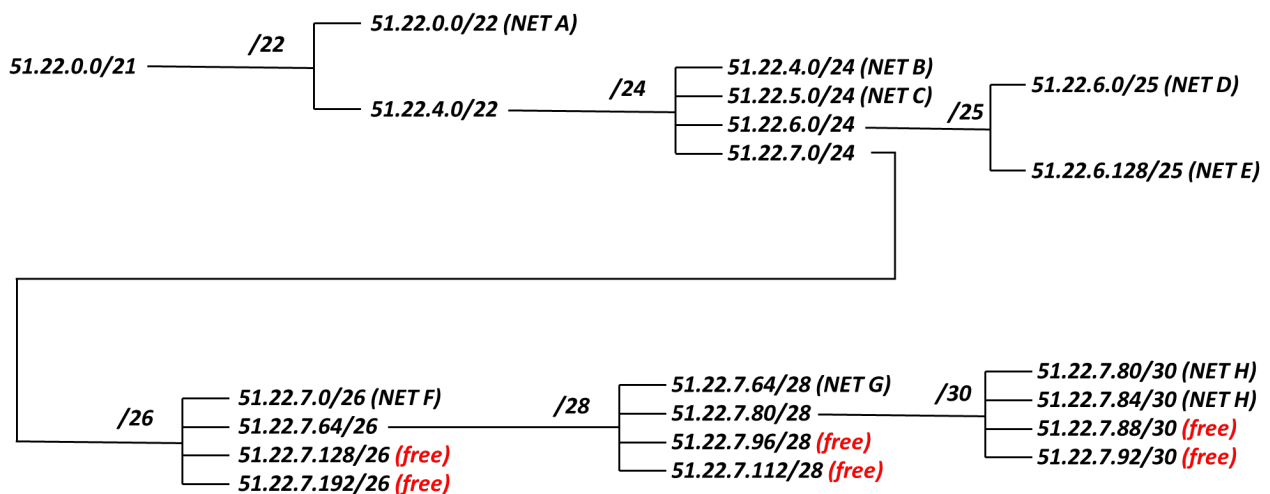 51.22.0.0/21
/22
51.22.0.0/22 (NET A)
51.22.4.0/22
/24
51.22.4.0/24 (NET B)
51.22.5.0/24 (NET C)
51.22.6.0/24
51.22.7.0/24
/25
51.22.6.0/25 (NET D)
51.22.6.128/25 (NET E)
/26
51.22.7.0/26 (NET F)
51.22.7.64/26
51.22.7.128/26 (free)
51.22.7.192/26 (free)
/28
51.22.7.64/28 (NET G)
51.22.7.80/28
51.22.7.96/28 (free)
51.22.7.112/28 (free)
/30
51.22.7.80/30 (NET H)
51.22.7.84/30 (NET H)
51.22.7.88/30 (free)
51.22.7.92/30 (free)